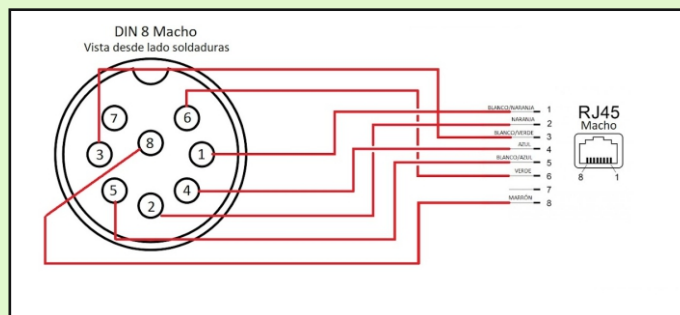 DIN 8 Macho
Vista desde lado soldaduras
7
6
8
3
1
5
4
2
BLANCO/NARANJA 1
NARANJA 2
BLANCO/VERDE 3
AZUL 4
BLANCO/AZUL 5
VERDE 6
7
MARRÓN 8
RJ45
Macho
8 1